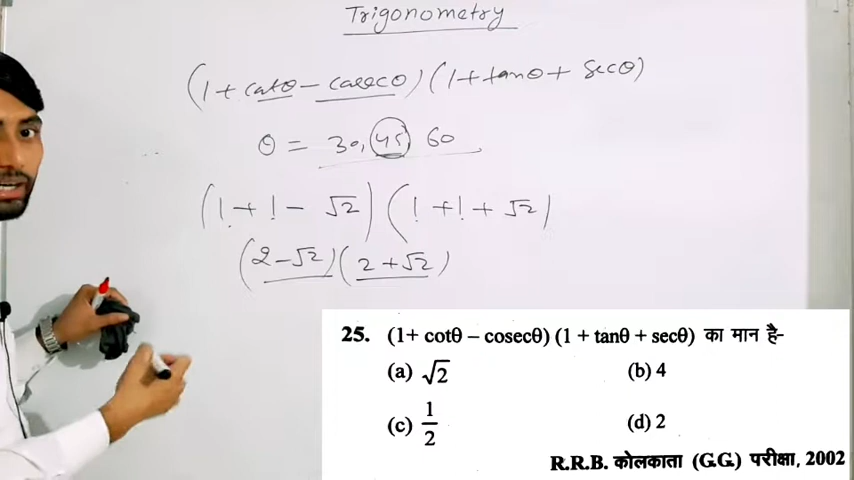 Trigonometry
(1 + cotθ - cosecθ) (1 + tanθ + secθ)
θ = 30, 45, 60
(1 + 1 - √2) (1 + 1 + √2)
(2 - √2) (2 + √2)
25. (1+ cotθ – cosecθ) (1 + tanθ + secθ) का मान है-
(a) √2 (b) 4
(c) 1/2 (d) 2
R.R.B. कोलकाता (G.G.) परीक्षा, 2002